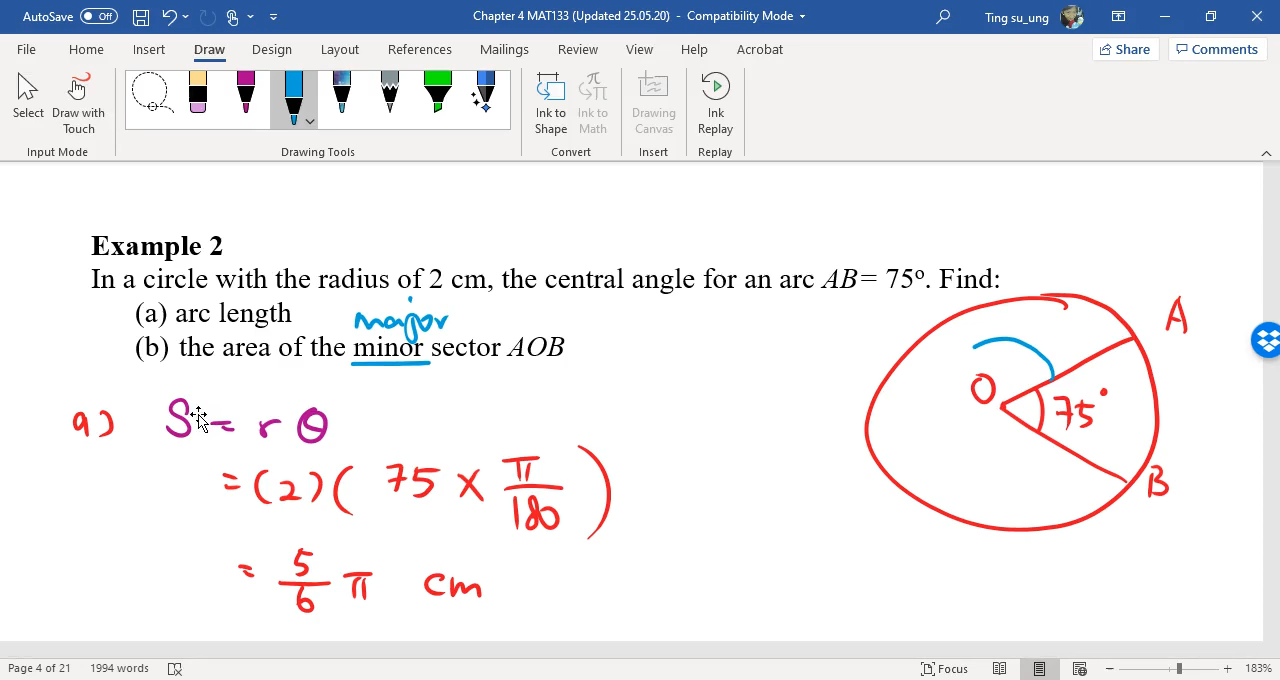 AutoSave Off Chapter 4 MAT133 (Updated 25.05.20) - Compatibility Mode Ting su_ung
File Home Insert Draw Design Layout References Mailings Review View Help Acrobat Share Comments
Select Draw with Touch Ink to Shape Ink to Math Drawing Canvas Ink Replay
Input Mode Drawing Tools Convert Insert Replay
Example 2
In a circle with the radius of 2 cm, the central angle for an arc AB= 75º. Find:
(a) arc length
major
(b) the area of the minor sector AOB
A
O 75°
B
a) S = r θ
= (2) ( 75 × π/180 )
= 5/6 π cm
Page 4 of 21 1994 words Focus 183%